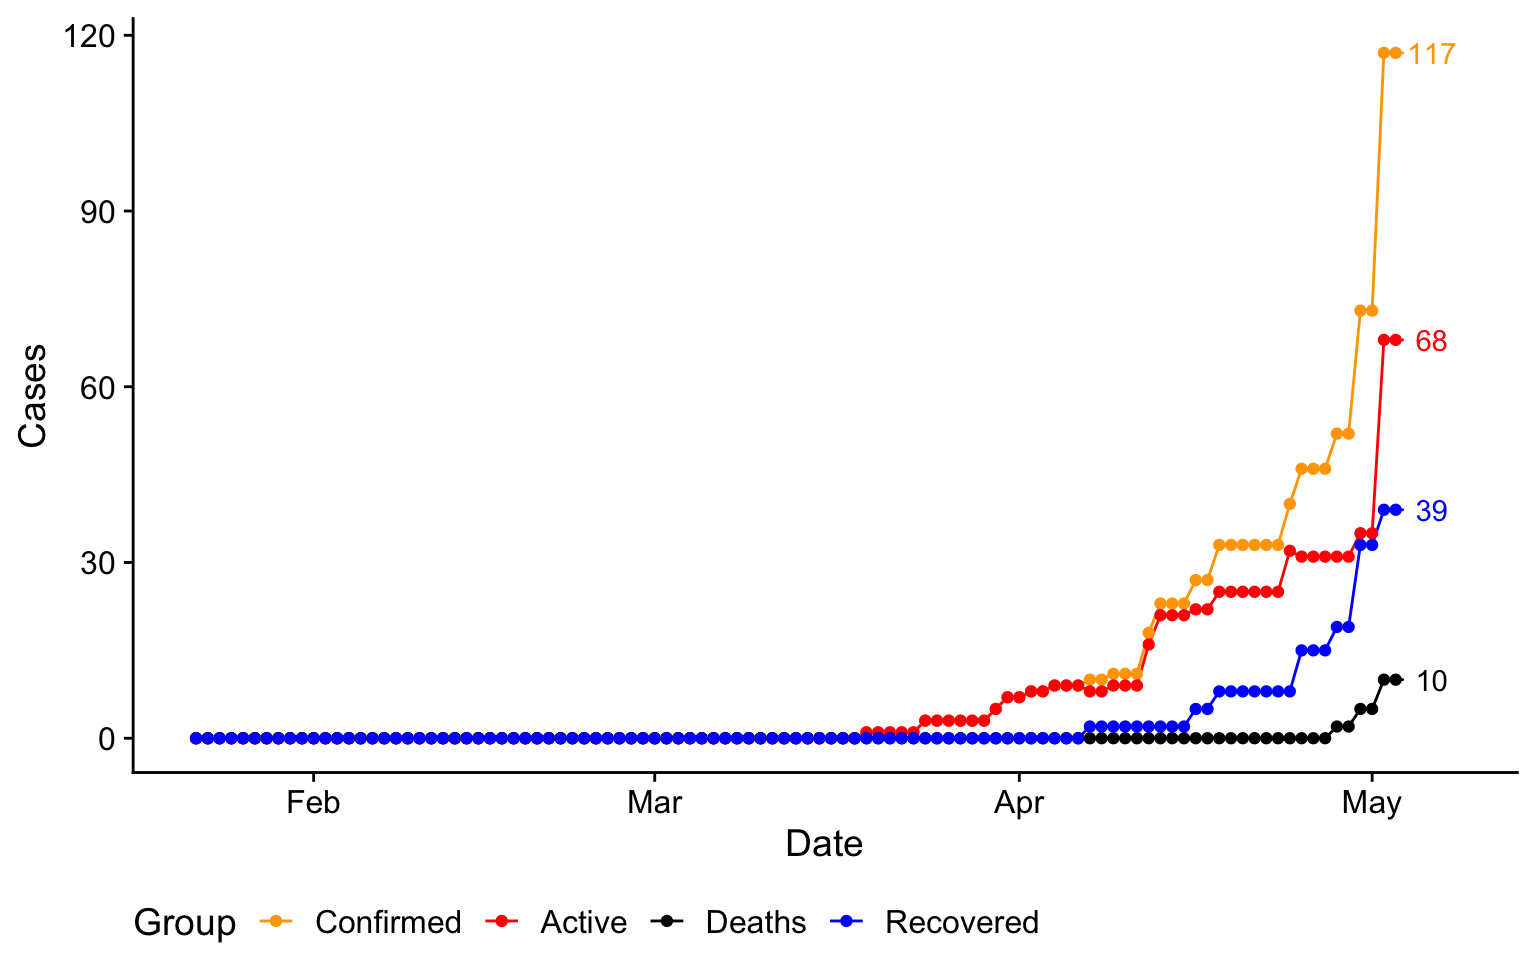 120
117
90
Cases
68
60
39
30
10
0
Feb Mar Apr May
Date
Group Confirmed Active Deaths Recovered